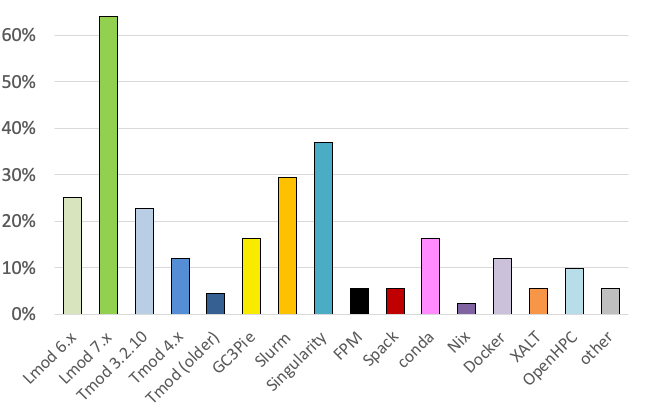 60%
50%
40%
30%
20%
10%
0%
Lmod 6.x
Lmod 7.x
Tmod 3.2.10
Tmod 4.x
Tmod (older)
GC3Pie
Slurm
Singularity
FPM
Spack
conda
Nix
Docker
XALT
OpenHPC
other